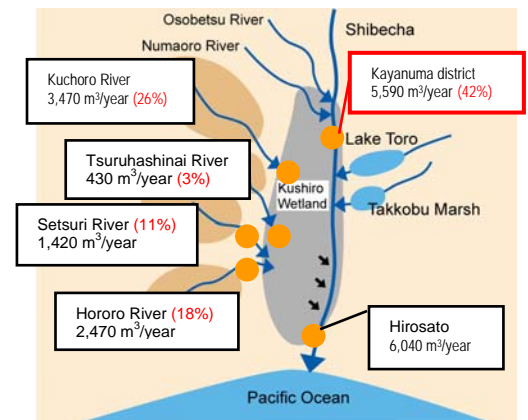 Osobetsu River
Shibecha
Numaoro River
Kuchoro River
3,470 m³/year (26%)
Kayanuma district
5,590 m³/year (42%)
Lake Toro
Tsuruhashinai River
430 m³/year (3%)
Kushiro
Wetland
Takkobu Marsh
Setsuri River (11%)
1,420 m³/year
Hororo River (18%)
2,470 m³/year
Hirosato
6,040 m³/year
Pacific Ocean